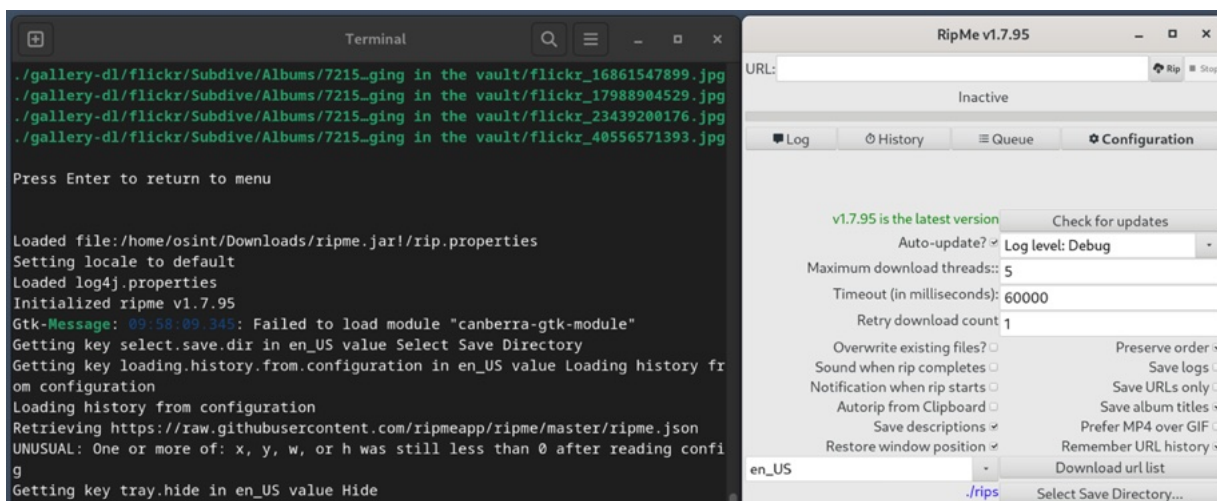 Terminal
./gallery-dl/flickr/Subdive/Albums/7215…ging in the vault/flickr_16861547899.jpg
./gallery-dl/flickr/Subdive/Albums/7215…ging in the vault/flickr_17988904529.jpg
./gallery-dl/flickr/Subdive/Albums/7215…ging in the vault/flickr_23439200176.jpg
./gallery-dl/flickr/Subdive/Albums/7215…ging in the vault/flickr_40556571393.jpg
Press Enter to return to menu
Loaded file:/home/osint/Downloads/ripme.jar!/rip.properties
Setting locale to default
Loaded log4j.properties
Initialized ripme v1.7.95
Gtk-Message: 09:58:09.345: Failed to load module "canberra-gtk-module"
Getting key select.save.dir in en_US value Select Save Directory
Getting key loading.history.from.configuration in en_US value Loading history fr
om configuration
Loading history from configuration
Retrieving https://raw.githubusercontent.com/ripmeapp/ripme/master/ripme.json
UNUSUAL: One or more of: x, y, w, or h was still less than 0 after reading confi
g
Getting key tray.hide in en_US value Hide
RipMe v1.7.95
URL: Rip Stop
Inactive
Log History Queue Configuration
v1.7.95 is the latest version Check for updates
Auto-update? Log level: Debug
Maximum download threads:: 5
Timeout (in milliseconds): 60000
Retry download count 1
Overwrite existing files? Preserve order
Sound when rip completes Save logs
Notification when rip starts Save URLs only
Autorip from Clipboard Save album titles
Save descriptions Prefer MP4 over GIF
Restore window position Remember URL history
en_US Download url list
./rips Select Save Directory...